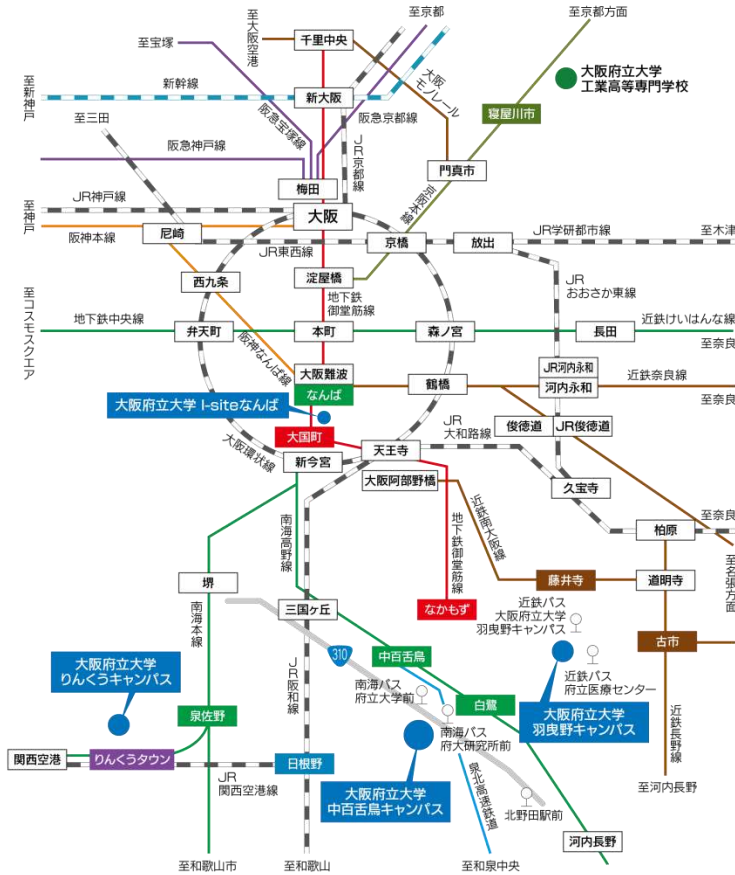 至京都
至京都方面
至大阪空港
至宝塚
千里中央
大阪府立大学
工業高等専門学校
新幹線
至新神戸
新大阪
大阪モノレール
寝屋川市
至三田
阪急宝塚線
阪急京都線
JR京都線
阪急神戸線
門真市
梅田
京阪本線
JR神戸線
大阪
至神戸
阪神本線
尼崎
京橋
放出
JR学研都市線
至木津
JR東西線
西九条
淀屋橋
JR
おおさか東線
地下鉄
御堂筋線
至コスモスクエア
地下鉄中央線
弁天町
本町
森ノ宮
長田
近鉄けいはんな線
至奈良
阪神なんば線
大阪難波
なんば
鶴橋
JR河内永和
河内永和
近鉄奈良線
至奈良
大阪府立大学 I-siteなんば
大国町
俊徳道
JR俊徳道
JR
大和路線
大阪環状線
新今宮
天王寺
大阪阿部野橋
久宝寺
至奈良
柏原
南海高野線
地下鉄御堂筋線
近鉄南大阪線
至名張方面
堺
藤井寺
道明寺
南海本線
三国ヶ丘
なかもず
近鉄バス
大阪府立大学
羽曳野キャンパス
古市
310
中百舌鳥
大阪府立大学
りんくうキャンパス
JR阪和線
南海バス
府立大学前
白鷺
近鉄バス
府立医療センター
大阪府立大学
羽曳野キャンパス
近鉄長野線
泉佐野
南海バス
府大研究所前
関西空港
りんくうタウン
日根野
JR
関西空港線
大阪府立大学
中百舌鳥キャンパス
泉北高速鉄道
至河内長野
北野田駅前
河内長野
至和歌山市
至和歌山
至和泉中央